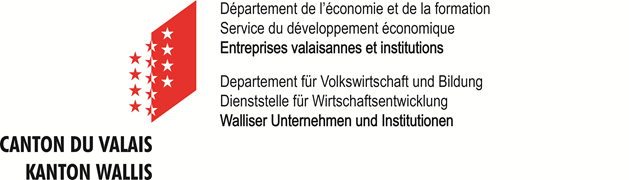 Département de l'économie et de la formation
Service du développement économique
Entreprises valaisannes et institutions
Departement für Volkswirtschaft und Bildung
Dienststelle für Wirtschaftsentwicklung
Walliser Unternehmen und Institutionen
CANTON DU VALAIS
KANTON WALLIS